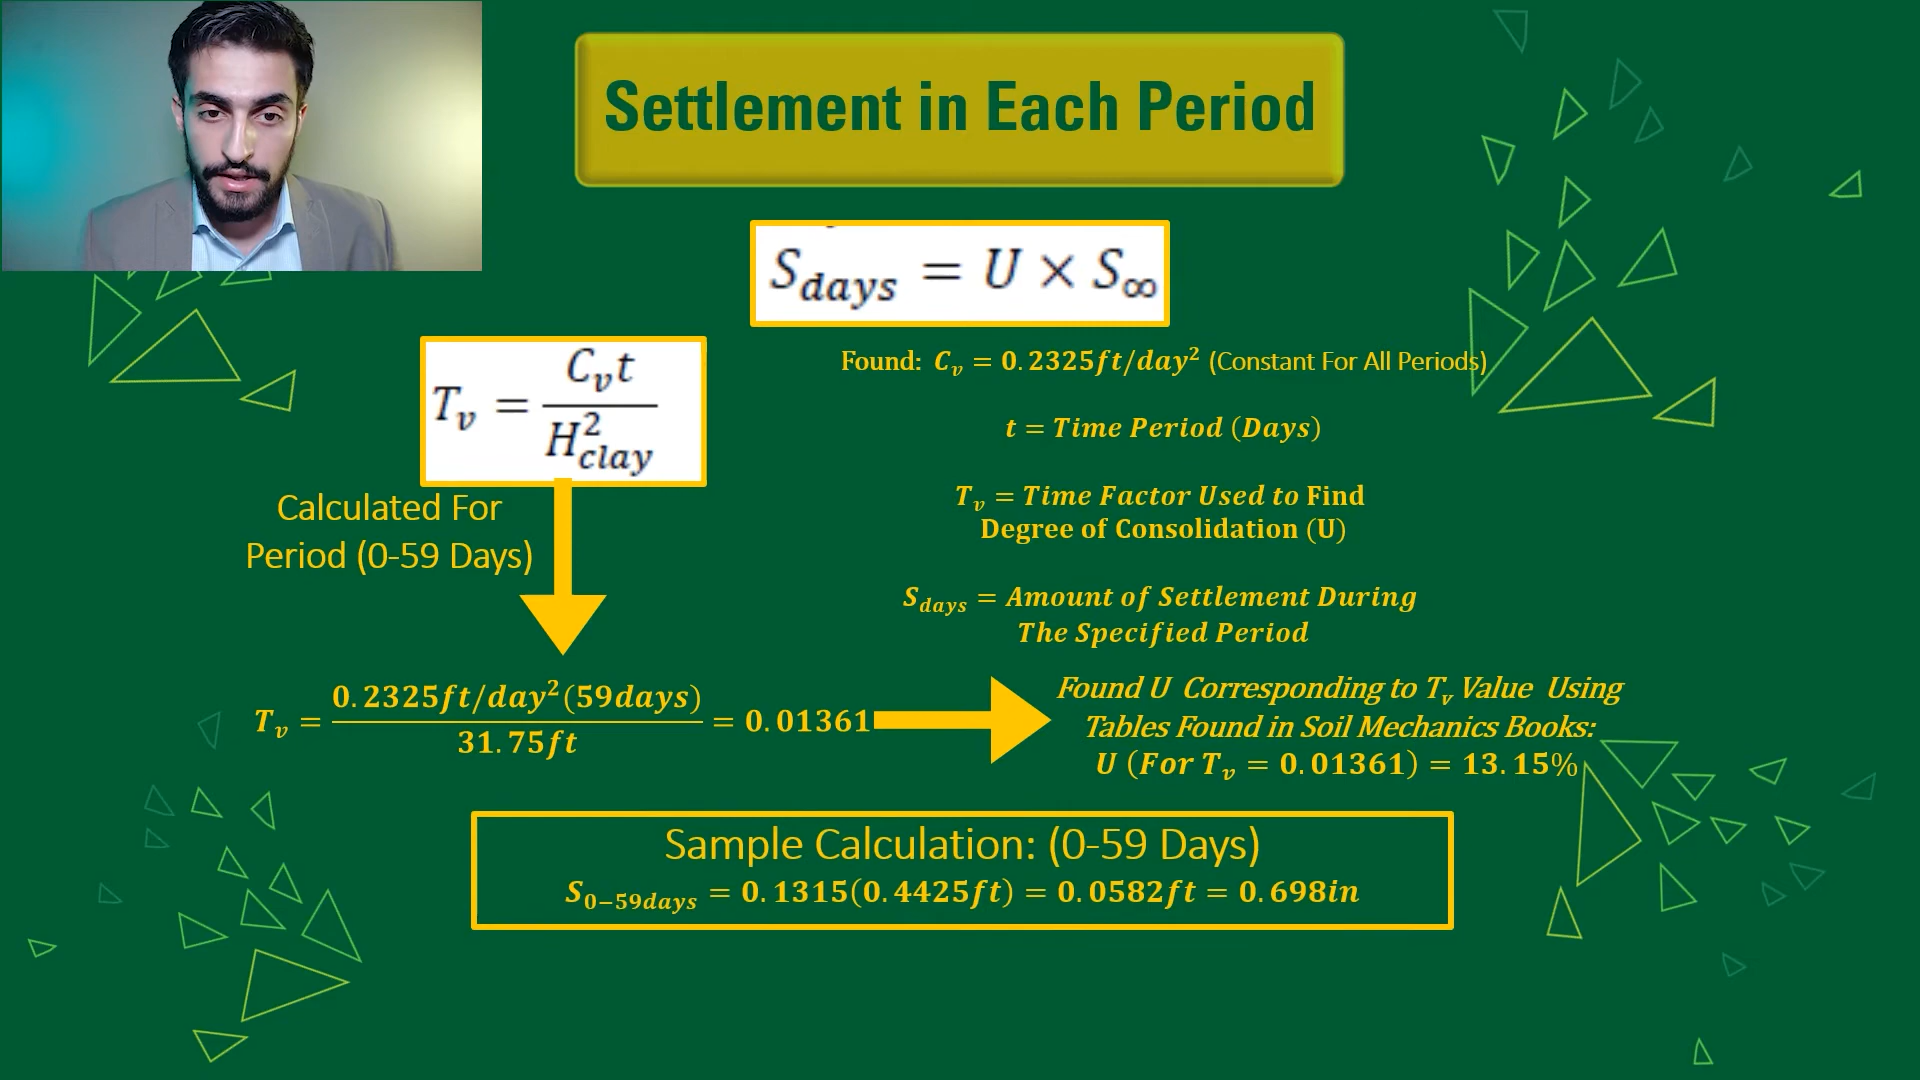 Settlement in Each Period
S_days = U × S_∞
T_v = C_v t / H²_clay
Found: C_v = 0.2325ft/day² (Constant For All Periods)
t = Time Period (Days)
Calculated For
Period (0-59 Days)
T_v = Time Factor Used to Find
Degree of Consolidation (U)
S_days = Amount of Settlement During
The Specified Period
T_v = 0.2325ft/day²(59days) / 31.75ft = 0.01361
Found U Corresponding to T_v Value Using
Tables Found in Soil Mechanics Books:
U (For T_v = 0.01361) = 13.15%
Sample Calculation: (0-59 Days)
S_0−59days = 0.1315(0.4425ft) = 0.0582ft = 0.698in